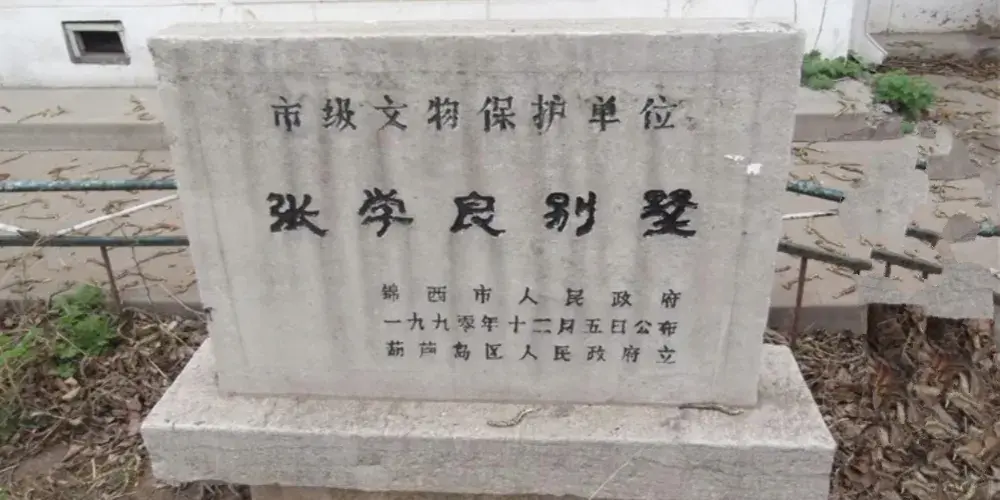 市级文物保护单位
张学良别墅
锦西市人民政府
一九九零年十二月五日公布
葫芦岛区人民政府立